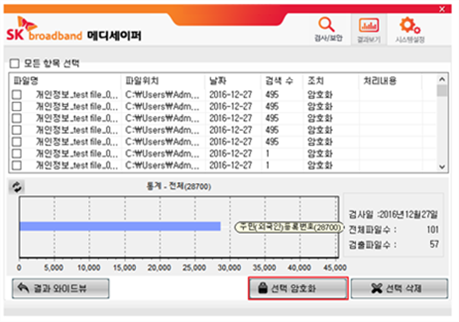 SK broadband 메디세이퍼
검사/보안 결과보기 시스템설정
모든 항목 선택
파일명 파일위치 날짜 검색 수 조치 처리내용
개인정보_test file_0,,, C:₩Users₩Adm,,, 2016-12-27 495 암호화
개인정보_test file_0,,, C:₩Users₩Adm,,, 2016-12-27 495 암호화
개인정보_test file_0,,, C:₩Users₩Adm,,, 2016-12-27 495 암호화
개인정보_test file_0,,, C:₩Users₩Adm,,, 2016-12-27 495 암호화
개인정보_test file_0,,, C:₩Users₩Adm,,, 2016-12-27 495 암호화
개인정보_test file_0,,, C:₩Users₩Adm,,, 2016-12-27 1 암호화
개인정보_test file_0,,, C:₩Users₩Adm,,, 2016-12-27 1 암호화
통계 - 전체(28700)
주민(외국인)등록번호(28700)
0 5,000 10,000 15,000 20,000 25,000 30,000 35,000 40,000 45,000
검사일 :2016년12월27일
전체파일수 : 101
검출파일수 : 57
결과 와이드뷰 선택 암호화 선택 삭제